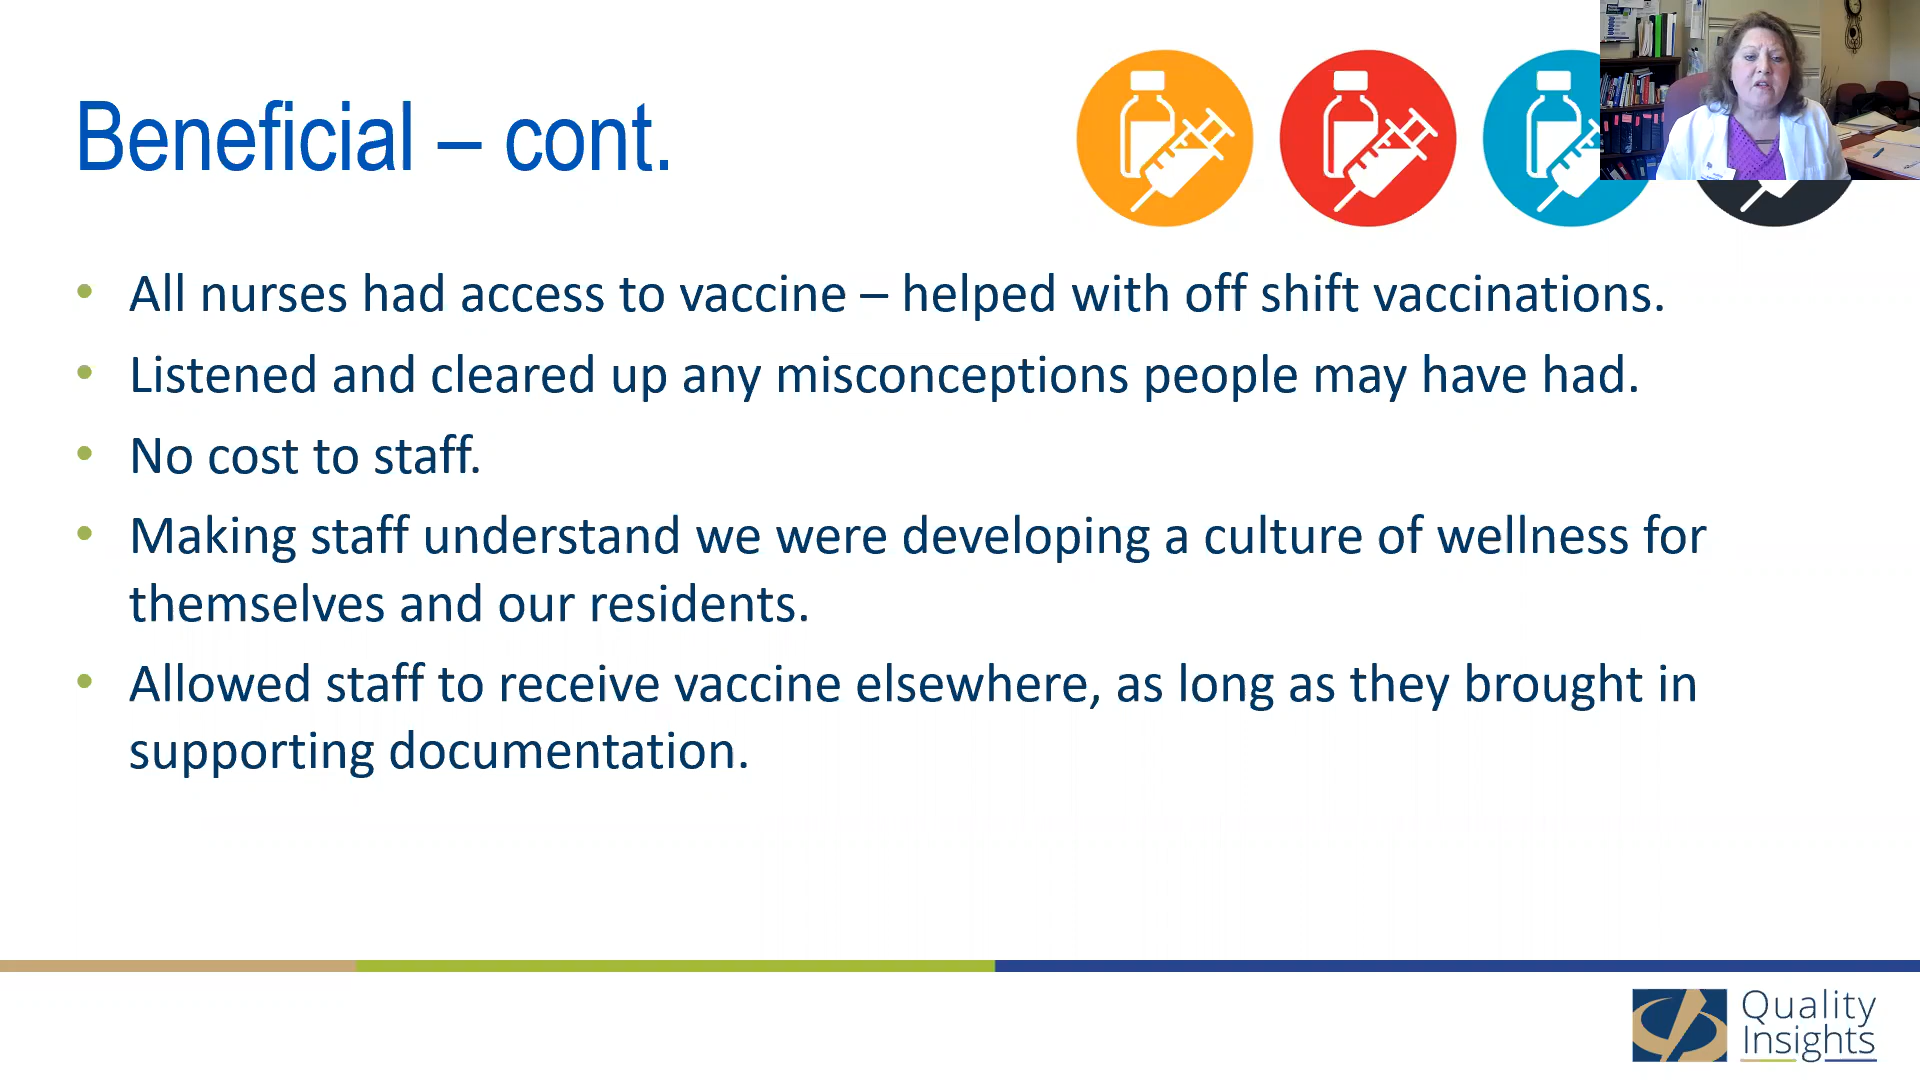 Beneficial – cont.
• All nurses had access to vaccine – helped with off shift vaccinations.
• Listened and cleared up any misconceptions people may have had.
• No cost to staff.
• Making staff understand we were developing a culture of wellness for
themselves and our residents.
• Allowed staff to receive vaccine elsewhere, as long as they brought in
supporting documentation.
Quality
Insights